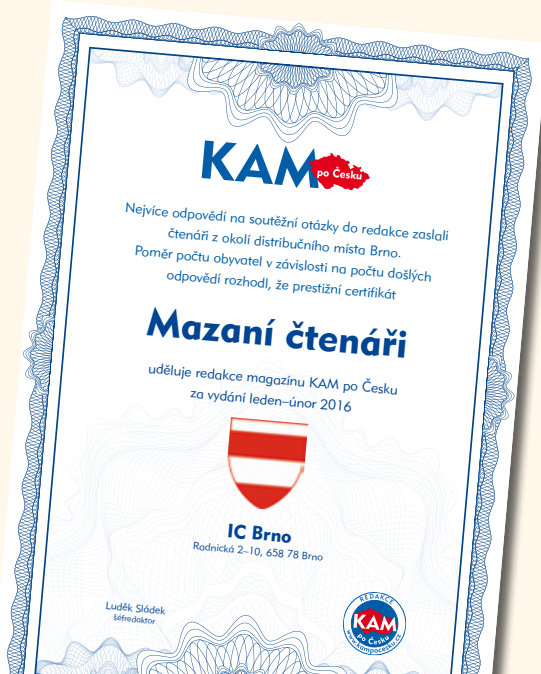 KAM
po Česku
Nejvíce odpovědí na soutěžní otázky do redakce zaslali
čtenáři z okolí distribučního místa Brno.
Poměr počtu obyvatel v závislosti na počtu došlých
odpovědí rozhodl, že prestižní certifikát
Mazaní čtenáři
uděluje redakce magazínu KAM po Česku
za vydání leden–únor 2016
IC Brno
Radnická 2–10, 658 78 Brno
Luděk Sládek
šéfredaktor
REDAKCE
KAM
po Česku
www.kampocesku.cz